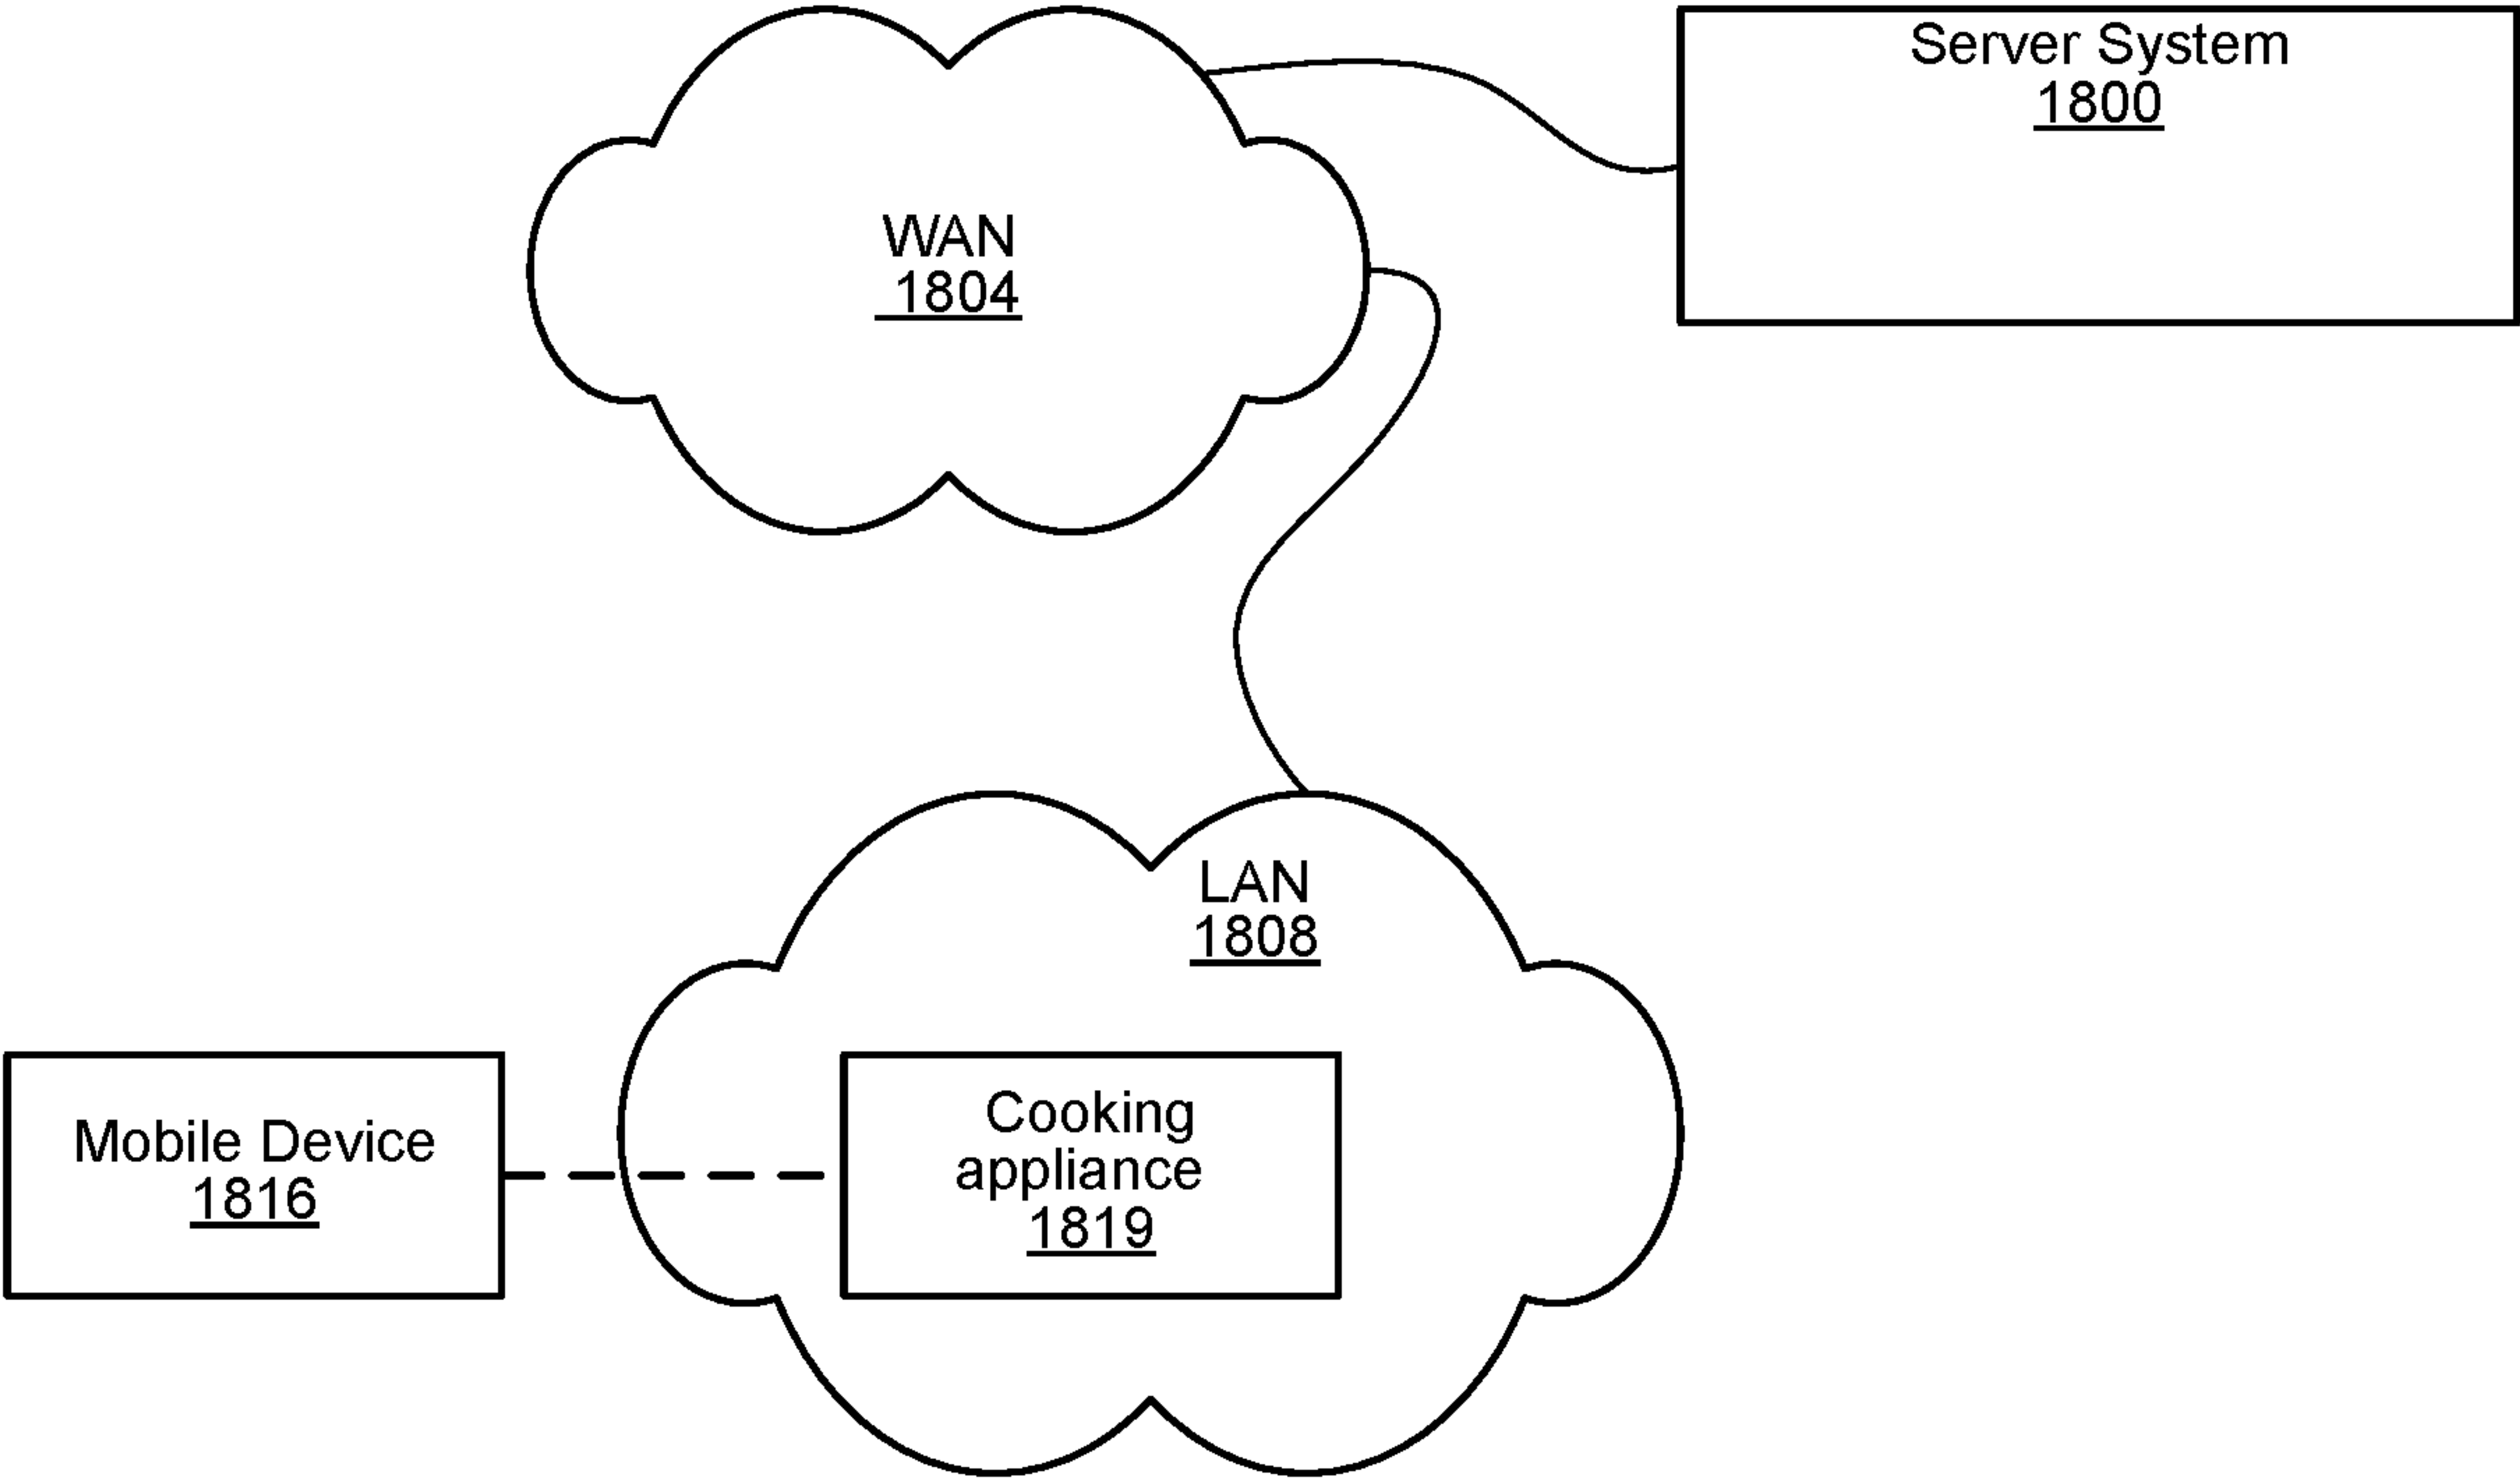 Server System
1800
WAN
1804
LAN
1808
Mobile Device
1816
Cooking
appliance
1819